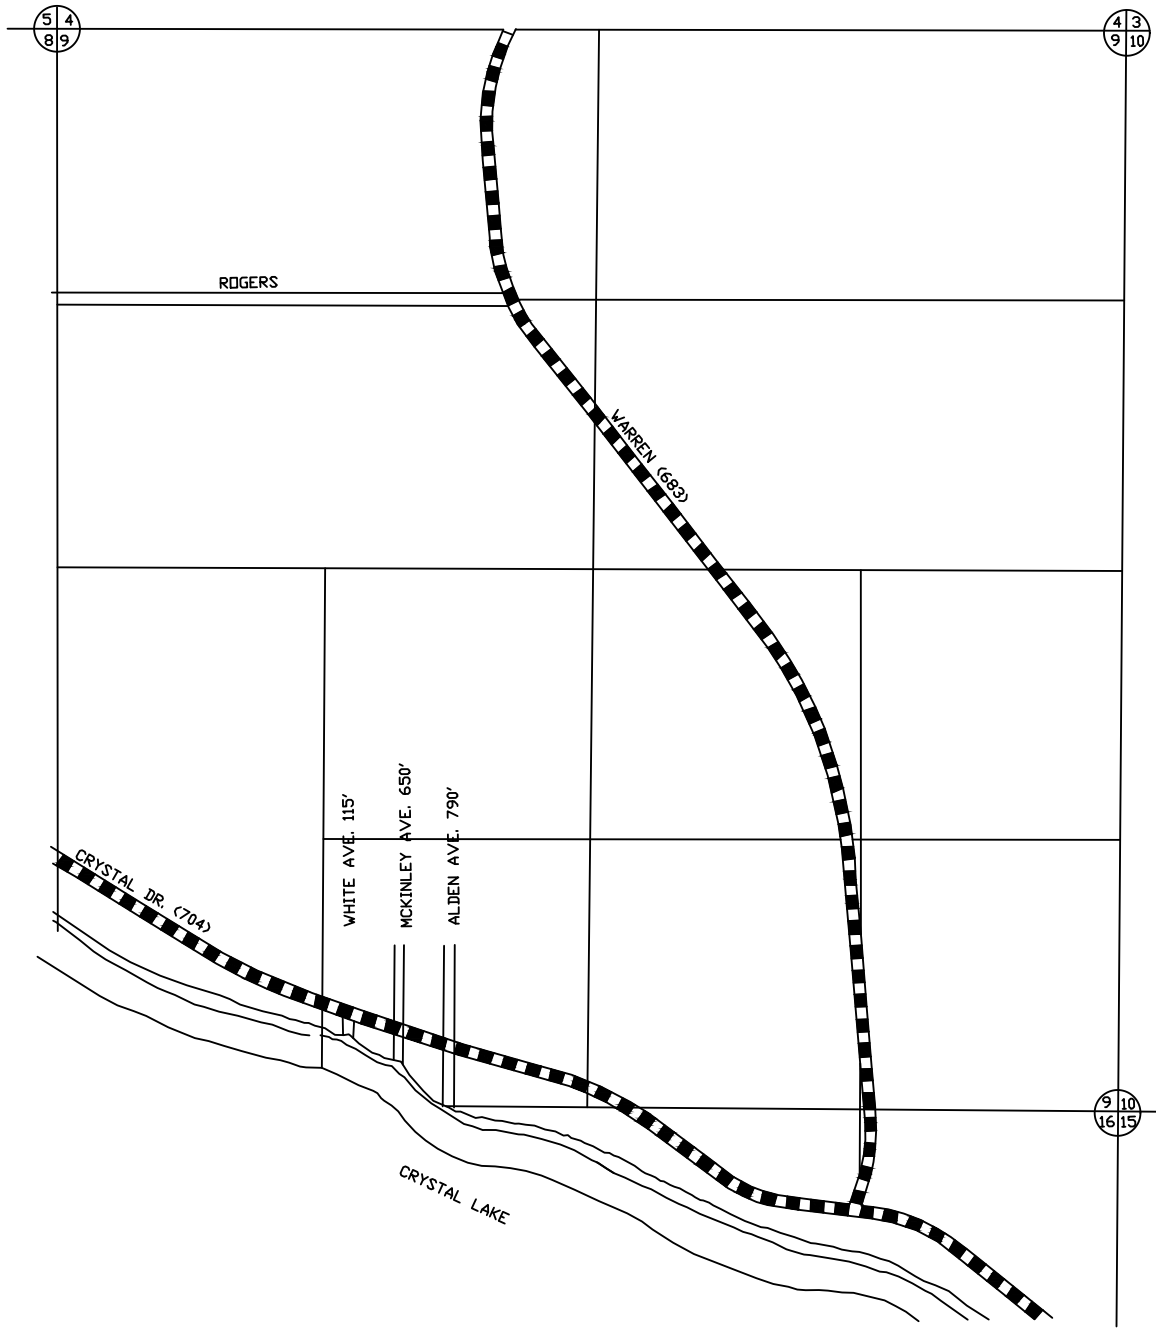 5 4
8 9
4 3
9 10
ROGERS
WARREN (683)
WHITE AVE. 115'
MCKINLEY AVE. 650'
ALDEN AVE. 790'
CRYSTAL DR. (704)
9 10
16 15
CRYSTAL LAKE